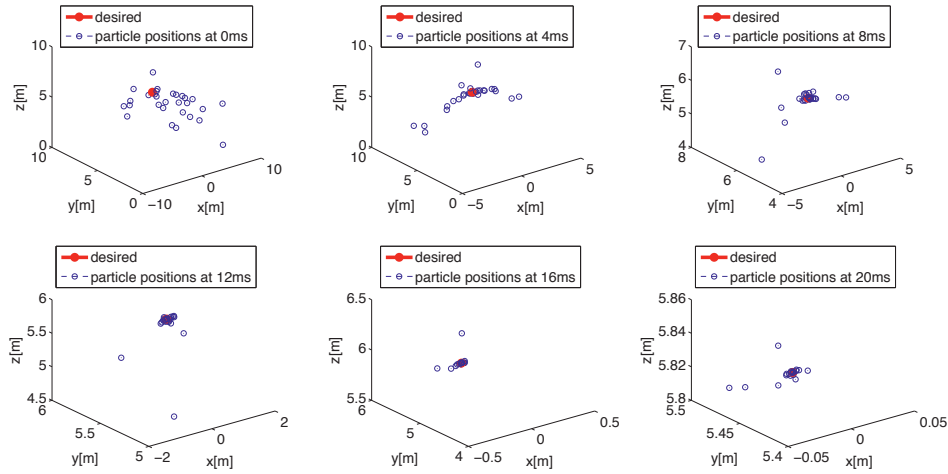 desired
particle positions at 0ms
10
5
0
z[m]
10
5
0
y[m]
−10
0
10
x[m]
desired
particle positions at 4ms
10
5
0
z[m]
10
5
0
y[m]
−5
0
5
x[m]
desired
particle positions at 8ms
7
6
5
4
z[m]
8
6
4
y[m]
−5
0
5
x[m]
desired
particle positions at 12ms
6
5.5
5
4.5
z[m]
6
5.5
5
y[m]
−2
0
2
x[m]
desired
particle positions at 16ms
6.5
6
5.5
z[m]
6
5
4
y[m]
−0.5
0
0.5
x[m]
desired
particle positions at 20ms
5.86
5.84
5.82
5.8
z[m]
5.5
5.45
5.4
y[m]
−0.05
0
0.05
x[m]